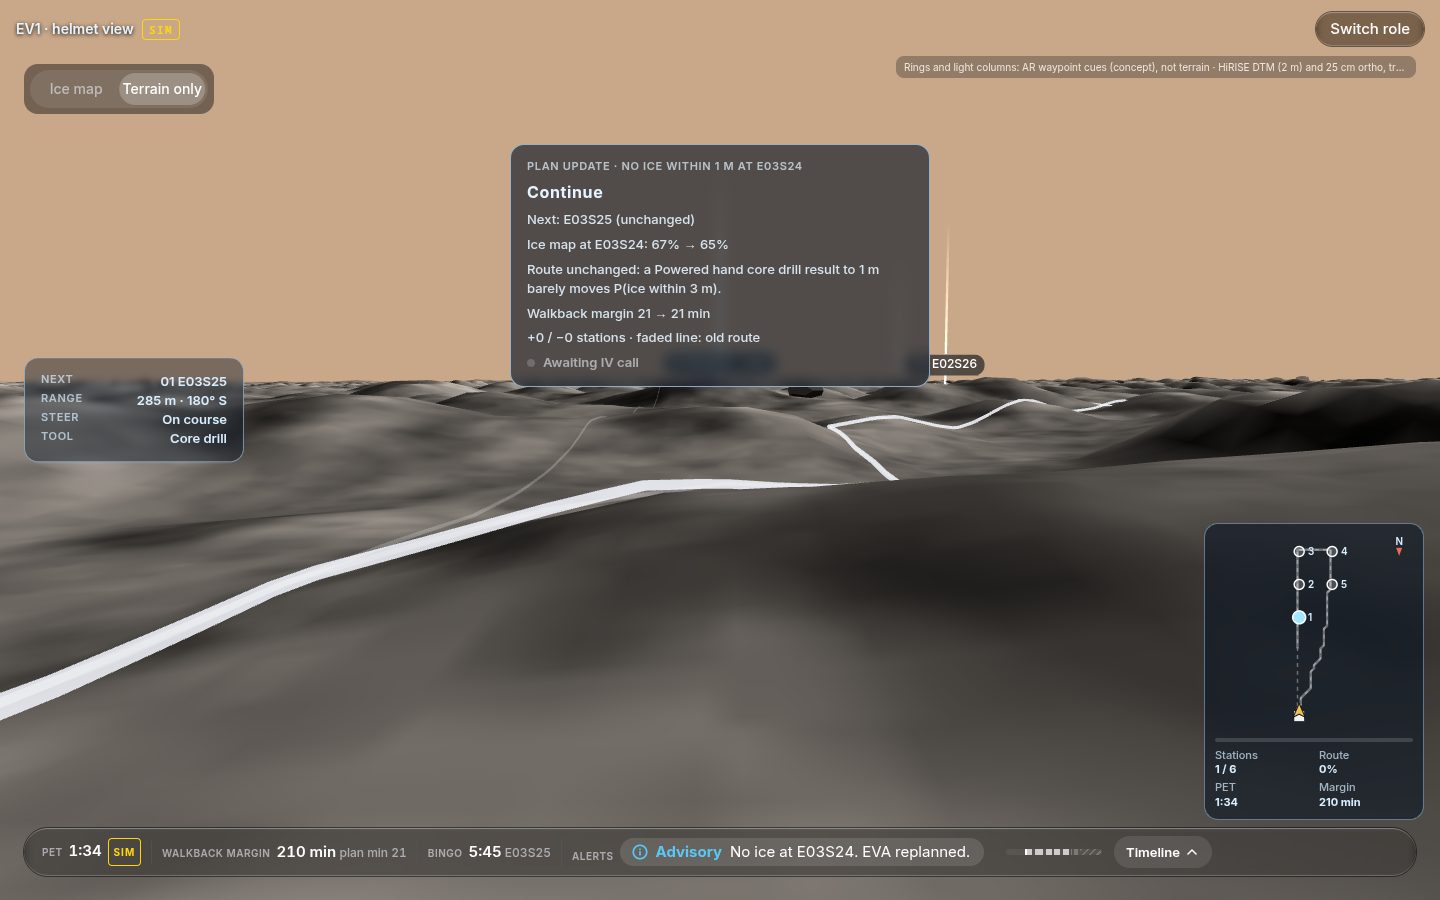 EV1 · helmet view SIM
Switch role
Rings and light columns: AR waypoint cues (concept), not terrain · HiRISE DTM (2 m) and 25 cm ortho, tr...
Ice map Terrain only
PLAN UPDATE · NO ICE WITHIN 1 M AT E03S24
Continue
Next: E03S25 (unchanged)
Ice map at E03S24: 67% → 65%
Route unchanged: a Powered hand core drill result to 1 m
barely moves P(ice within 3 m).
Walkback margin 21 → 21 min
+0 / −0 stations · faded line: old route
Awaiting IV call
E02S26
NEXT 01 E03S25
RANGE 285 m · 180° S
STEER On course
TOOL Core drill
N
3 4
2 5
1
Stations Route
1 / 6 0%
PET Margin
1:34 210 min
PET 1:34 SIM WALKBACK MARGIN 210 min plan min 21 BINGO 5:45 E03S25 ALERTS Advisory No ice at E03S24. EVA replanned. Timeline